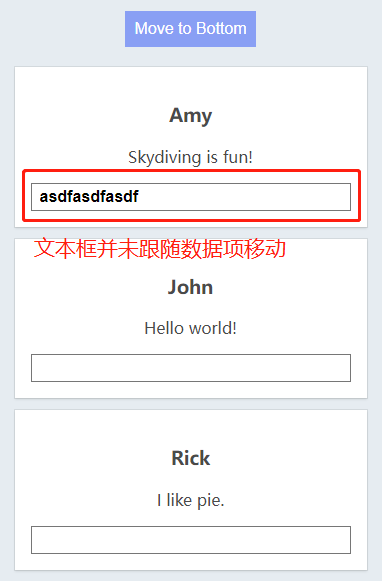 Move to Bottom
Amy
Skydiving is fun!
asdfasdfasdf
文本框并未跟随数据项移动
John
Hello world!
Rick
I like pie.